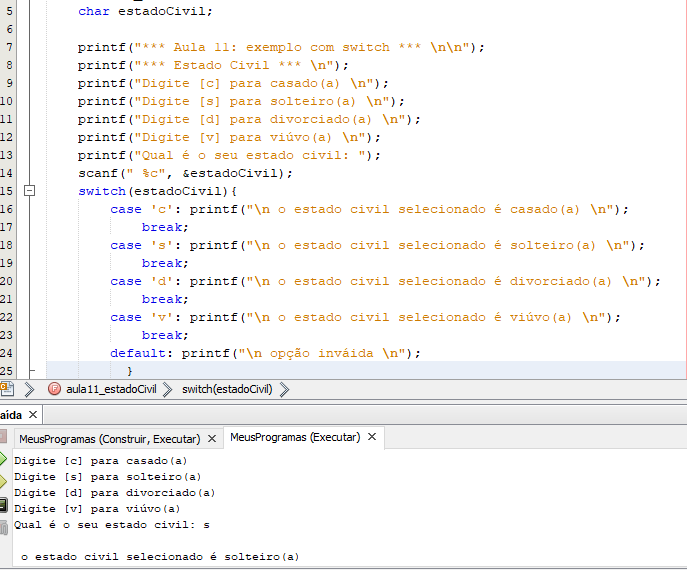 5 char estadoCivil;
6
7 printf("*** Aula 11: exemplo com switch *** \n\n");
8 printf("*** Estado Civil *** \n");
9 printf("Digite [c] para casado(a) \n");
10 printf("Digite [s] para solteiro(a) \n");
11 printf("Digite [d] para divorciado(a) \n");
12 printf("Digite [v] para viúvo(a) \n");
13 printf("Qual é o seu estado civil: ");
14 scanf(" %c", &estadoCivil);
15 switch(estadoCivil){
16 case 'c': printf("\n o estado civil selecionado é casado(a) \n");
17 break;
18 case 's': printf("\n o estado civil selecionado é solteiro(a) \n");
19 break;
20 case 'd': printf("\n o estado civil selecionado é divorciado(a) \n");
21 break;
22 case 'v': printf("\n o estado civil selecionado é viúvo(a) \n");
23 break;
24 default: printf("\n opção inváida \n");
25 }
aula11_estadoCivil switch(estadoCivil)
aída
MeusProgramas (Construir, Executar) MeusProgramas (Executar)
Digite [c] para casado(a)
Digite [s] para solteiro(a)
Digite [d] para divorciado(a)
Digite [v] para viúvo(a)
Qual é o seu estado civil: s
o estado civil selecionado é solteiro(a)